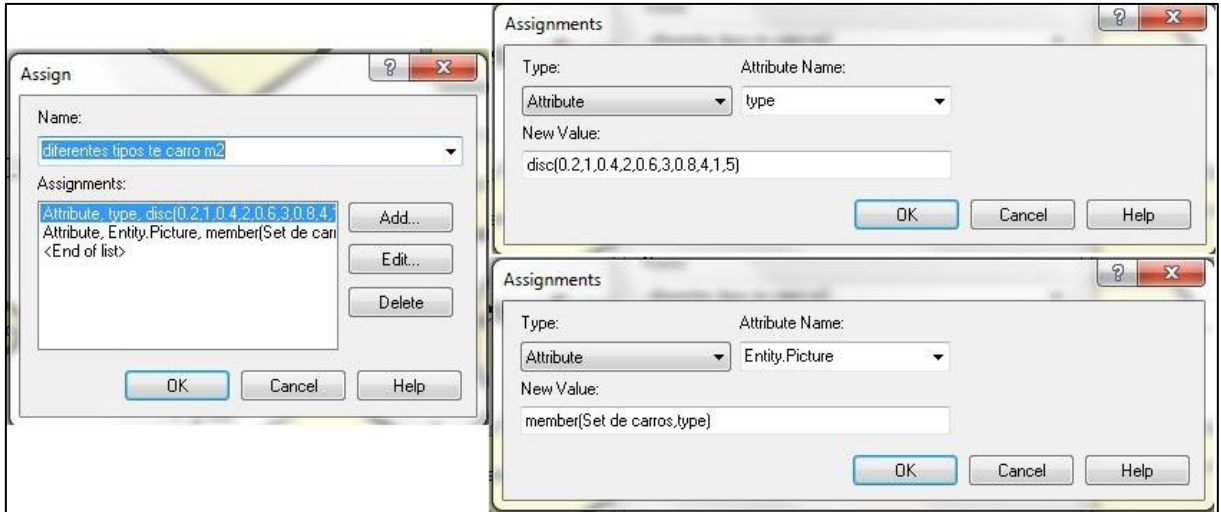 Assign
Name:
diferentes tipos te carro m2
Assignments:
Attribute, type, disc(0.2,1,0.4,2,0.6,3,0.8,4,1
Attribute, Entity.Picture, member(Set de carr
<End of list>
Add...
Edit...
Delete
OK Cancel Help
Assignments
Type: Attribute Name:
Attribute type
New Value:
disc(0.2,1,0.4,2,0.6,3,0.8,4,1,5)
OK Cancel Help
Assignments
Type: Attribute Name:
Attribute Entity.Picture
New Value:
member(Set de carros,type)
OK Cancel Help